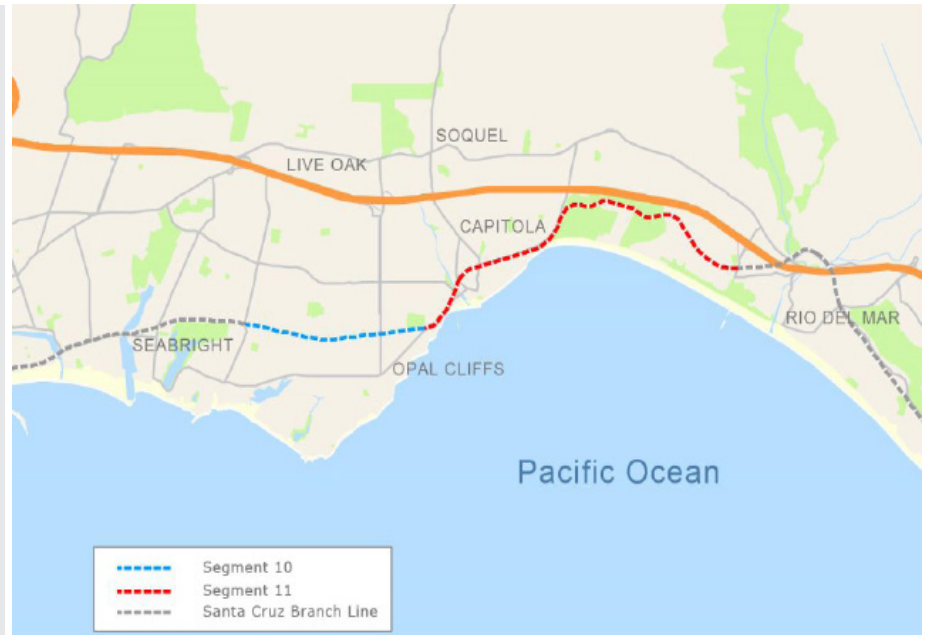 SOQUEL
LIVE OAK
CAPITOLA
RIO DEL MAR
SEABRIGHT
OPAL CLIFFS
Pacific Ocean
Segment 10
Segment 11
Santa Cruz Branch Line